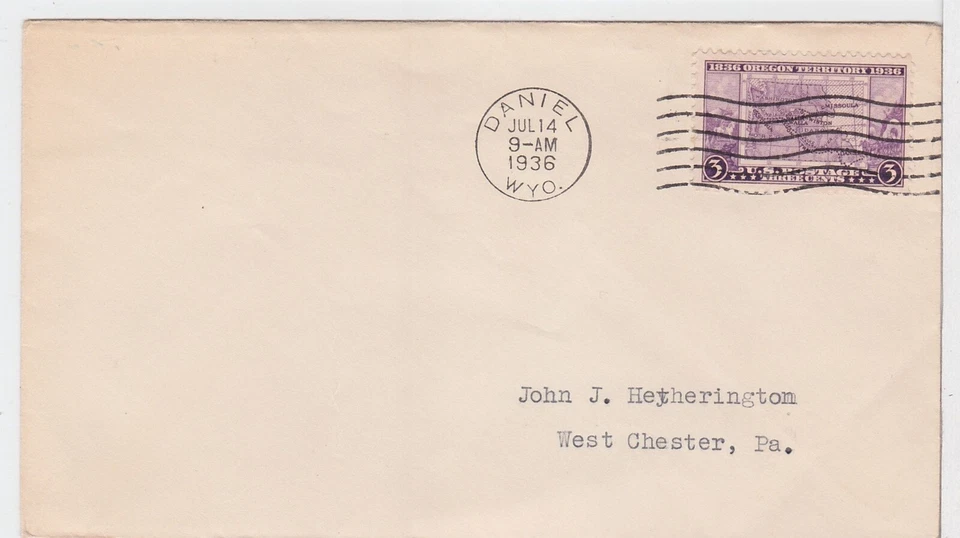 DANIEL
JUL 14
9-AM
1936
WYO.
1836 OREGON TERRITORY 1936
MISSOULA
3 U.S. POSTAGE 3
THREE CENTS
John J. Hetherington
West Chester, Pa.